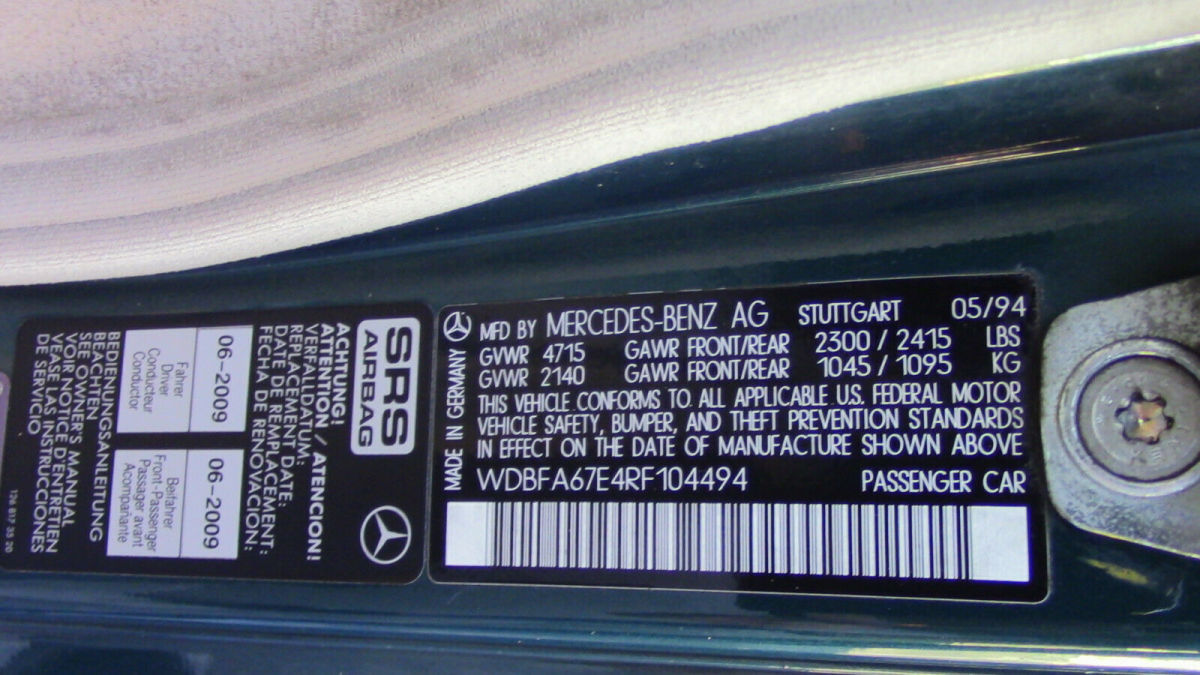 MADE IN GERMANY
MFD BY MERCEDES-BENZ AG STUTTGART 05/94
GVWR 4715 GAWR FRONT/REAR 2300 / 2415 LBS
GVWR 2140 GAWR FRONT/REAR 1045 / 1095 KG
THIS VEHICLE CONFORMS TO ALL APPLICABLE U.S. FEDERAL MOTOR
VEHICLE SAFETY, BUMPER, AND THEFT PREVENTION STANDARDS
IN EFFECT ON THE DATE OF MANUFACTURE SHOWN ABOVE
WDBFA67E4RF104494 PASSENGER CAR
SRS
AIRBAG
ACHTUNG!
ATTENTION / ATENCION!
VERFALLDATUM:
REPLACEMENT DATE:
DATE DE REMPLACEMENT:
FECHA DE RENOVACION:
06-2009
Fahrer
Driver
Conducteur
Conductor
06-2009
Beifahrer
Front-Passenger
Passager avant
Acompañante
BEDIENUNGSANLEITUNG
BEACHTEN
SEE OWNER'S MANUAL
VOIR NOTICE D'ENTRETIEN
VEASE LAS INSTRUCCIONES
DE SERVICIO